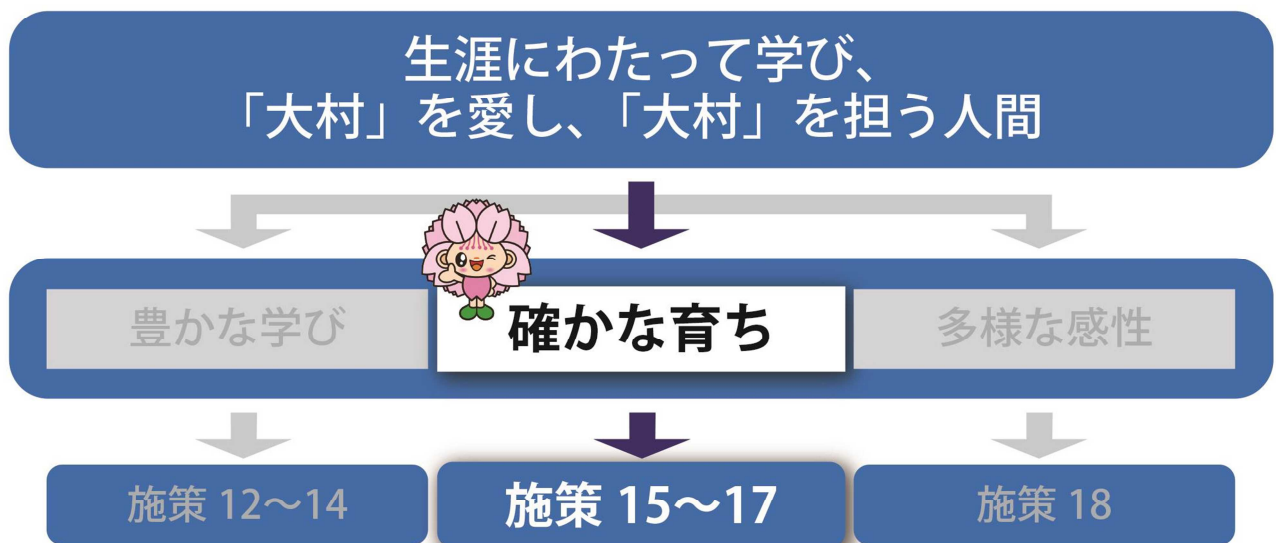 生涯にわたって学び、
「大村」を愛し、「大村」を担う人間
豊かな学び
確かな育ち
多様な感性
施策 12～14
施策 15～17
施策 18